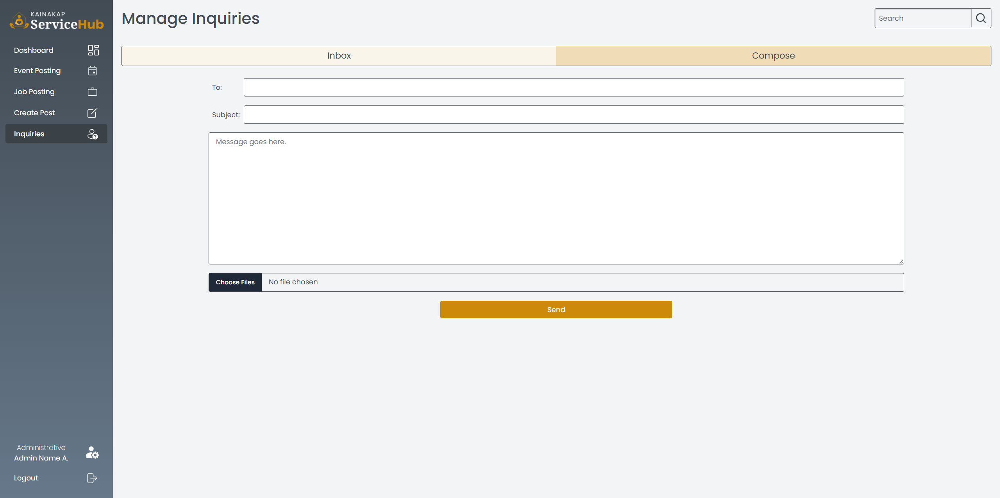 KAINAKAP
ServiceHub
Dashboard
Event Posting
Job Posting
Create Post
Inquiries
Administrative
Admin Name A.
Logout
Manage Inquiries
Search
Inbox
Compose
To:
Subject:
Message goes here.
Choose Files
No file chosen
Send